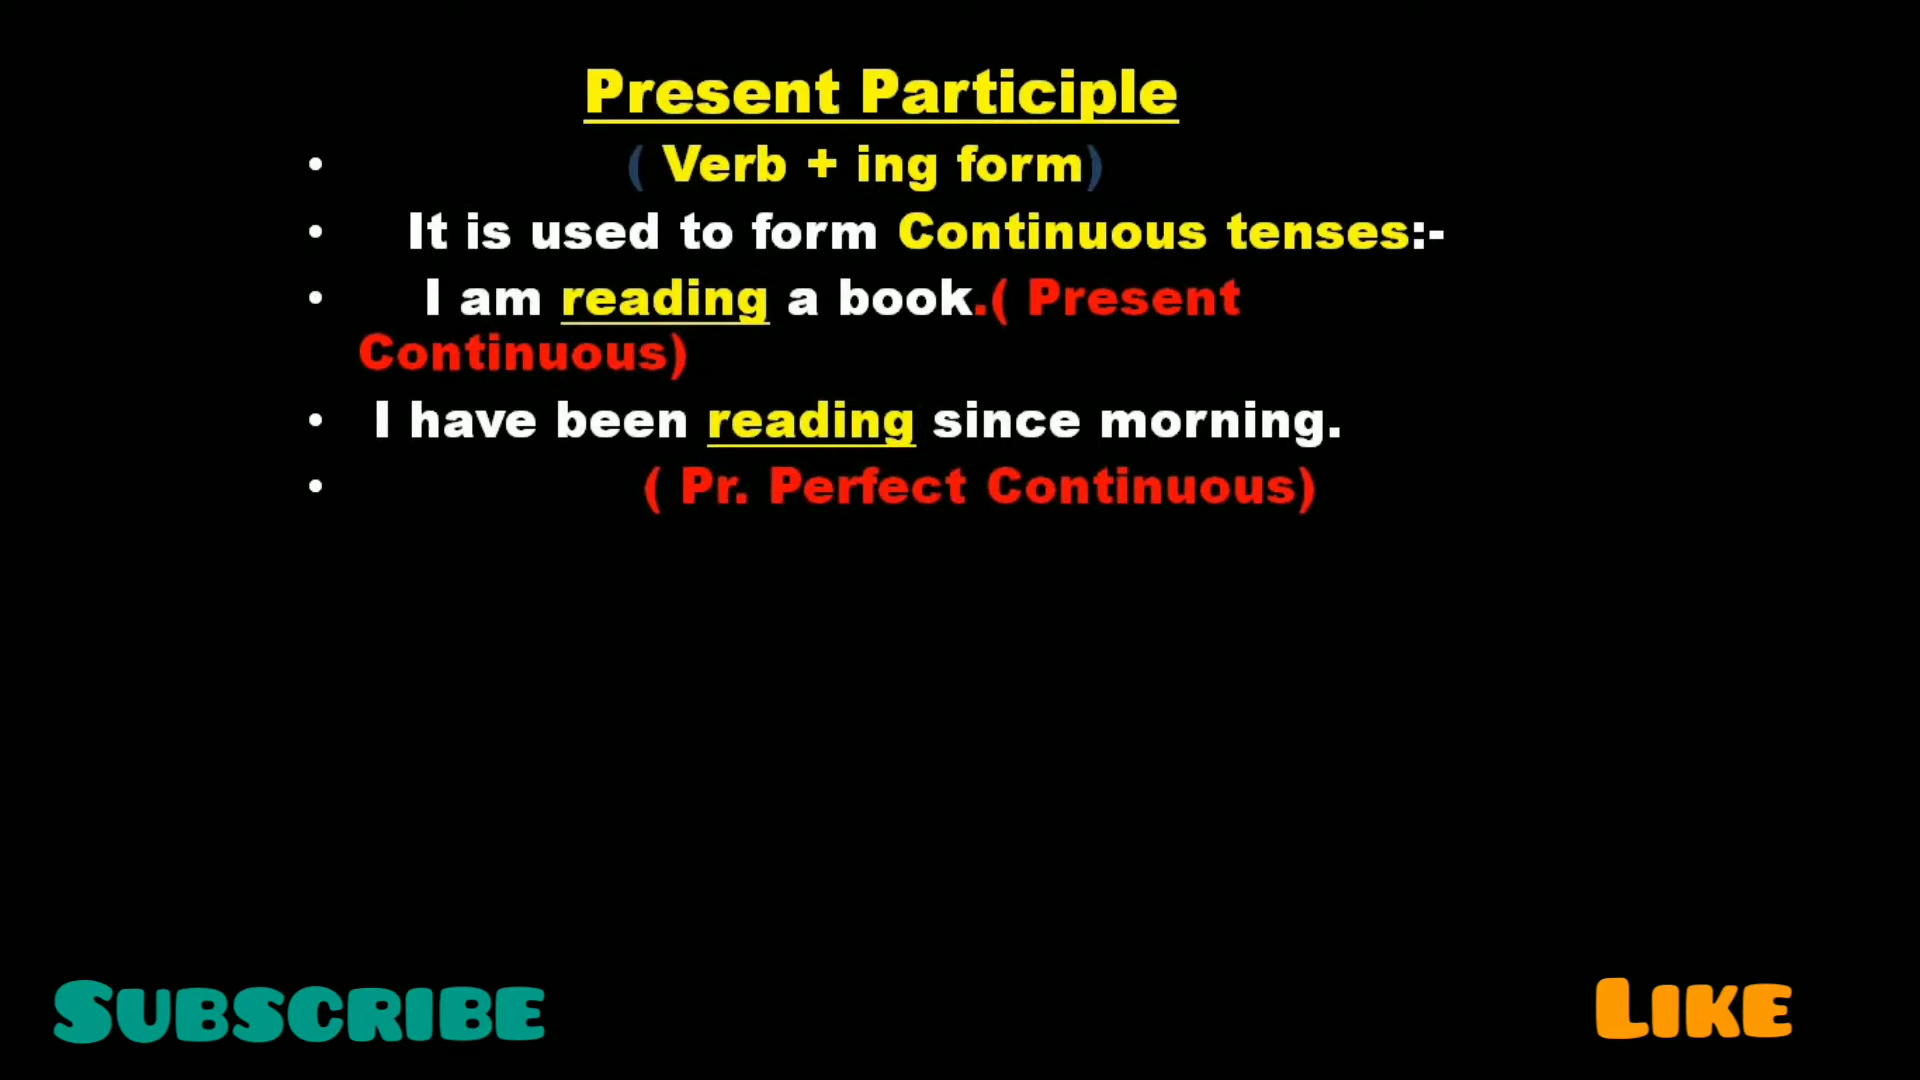 Present Participle
• ( Verb + ing form)
• It is used to form Continuous tenses:-
• I am reading a book.( Present
Continuous)
• I have been reading since morning.
• ( Pr. Perfect Continuous)
SUBSCRIBE
LIKE